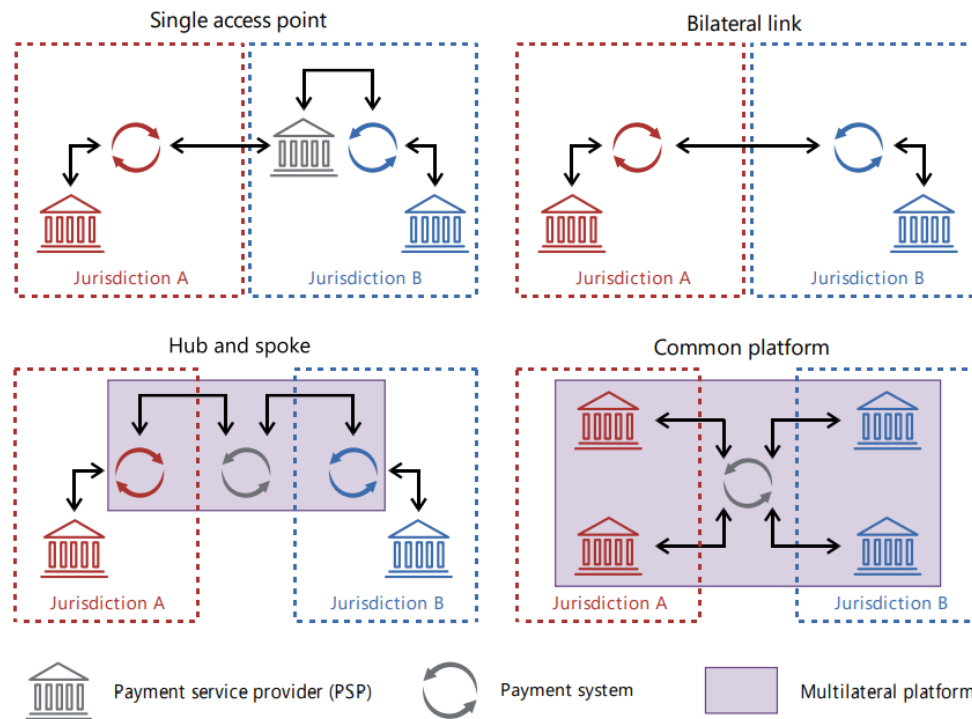 Single access point
Bilateral link
Jurisdiction A
Jurisdiction B
Jurisdiction A
Jurisdiction B
Hub and spoke
Common platform
Jurisdiction A
Jurisdiction B
Jurisdiction A
Jurisdiction B
Payment service provider (PSP)
Payment system
Multilateral platform